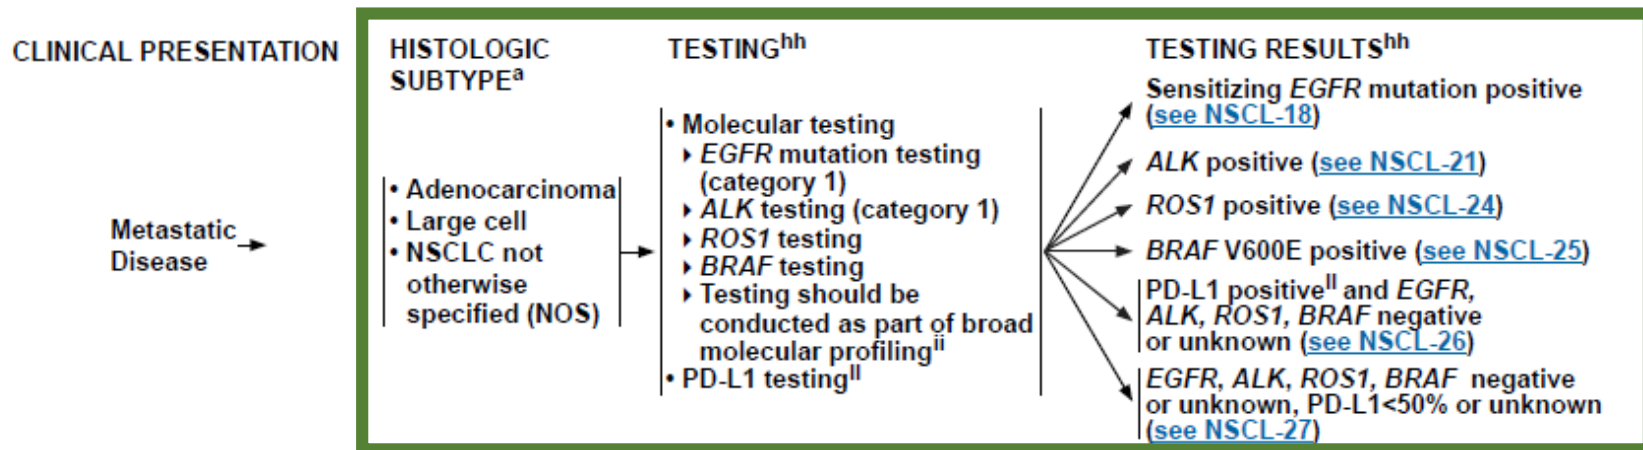 CLINICAL PRESENTATION
Metastatic
Disease
HISTOLOGIC
SUBTYPEᵃ
• Adenocarcinoma
• Large cell
• NSCLC not
otherwise
specified (NOS)
TESTINGʰʰ
• Molecular testing
▸ EGFR mutation testing
(category 1)
▸ ALK testing (category 1)
▸ ROS1 testing
▸ BRAF testing
▸ Testing should be
conducted as part of broad
molecular profilingⁱⁱ
• PD-L1 testingˡˡ
TESTING RESULTSʰʰ
Sensitizing EGFR mutation positive
(see NSCL-18)
ALK positive (see NSCL-21)
ROS1 positive (see NSCL-24)
BRAF V600E positive (see NSCL-25)
PD-L1 positiveˡˡ and EGFR,
ALK, ROS1, BRAF negative
or unknown (see NSCL-26)
EGFR, ALK, ROS1, BRAF negative
or unknown, PD-L1<50% or unknown
(see NSCL-27)